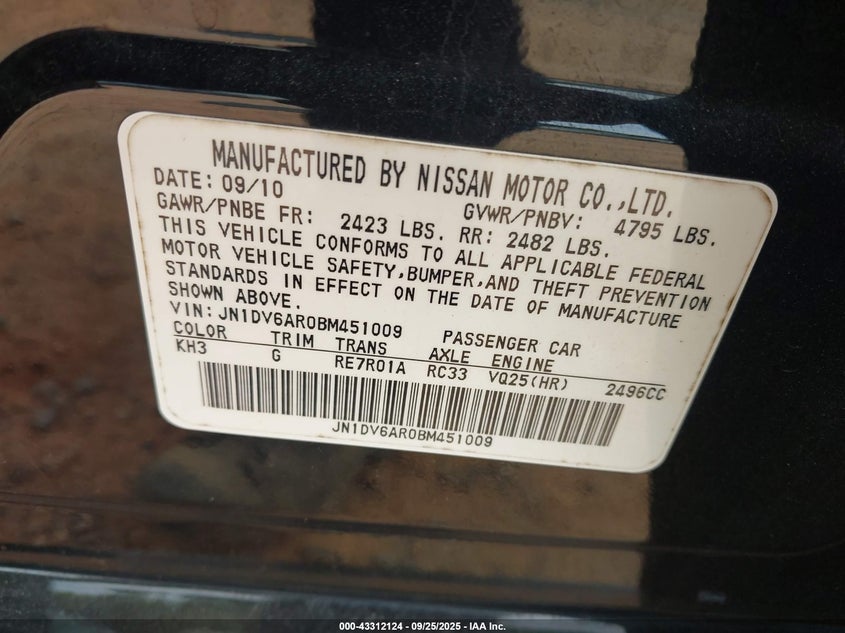 MANUFACTURED BY NISSAN MOTOR CO.,LTD.
DATE: 09/10 GVWR/PNBV: 4795 LBS.
GAWR/PNBE FR: 2423 LBS. RR: 2482 LBS.
THIS VEHICLE CONFORMS TO ALL APPLICABLE FEDERAL
MOTOR VEHICLE SAFETY,BUMPER,AND THEFT PREVENTION
STANDARDS IN EFFECT ON THE DATE OF MANUFACTURE
SHOWN ABOVE.
VIN:JN1DV6AR0BM451009 PASSENGER CAR
COLOR TRIM TRANS AXLE ENGINE
KH3 G RE7R01A RC33 VQ25(HR) 2496CC
JN1DV6AR0BM451009
000-43312124 — 09/25/2025 — IAA Inc.